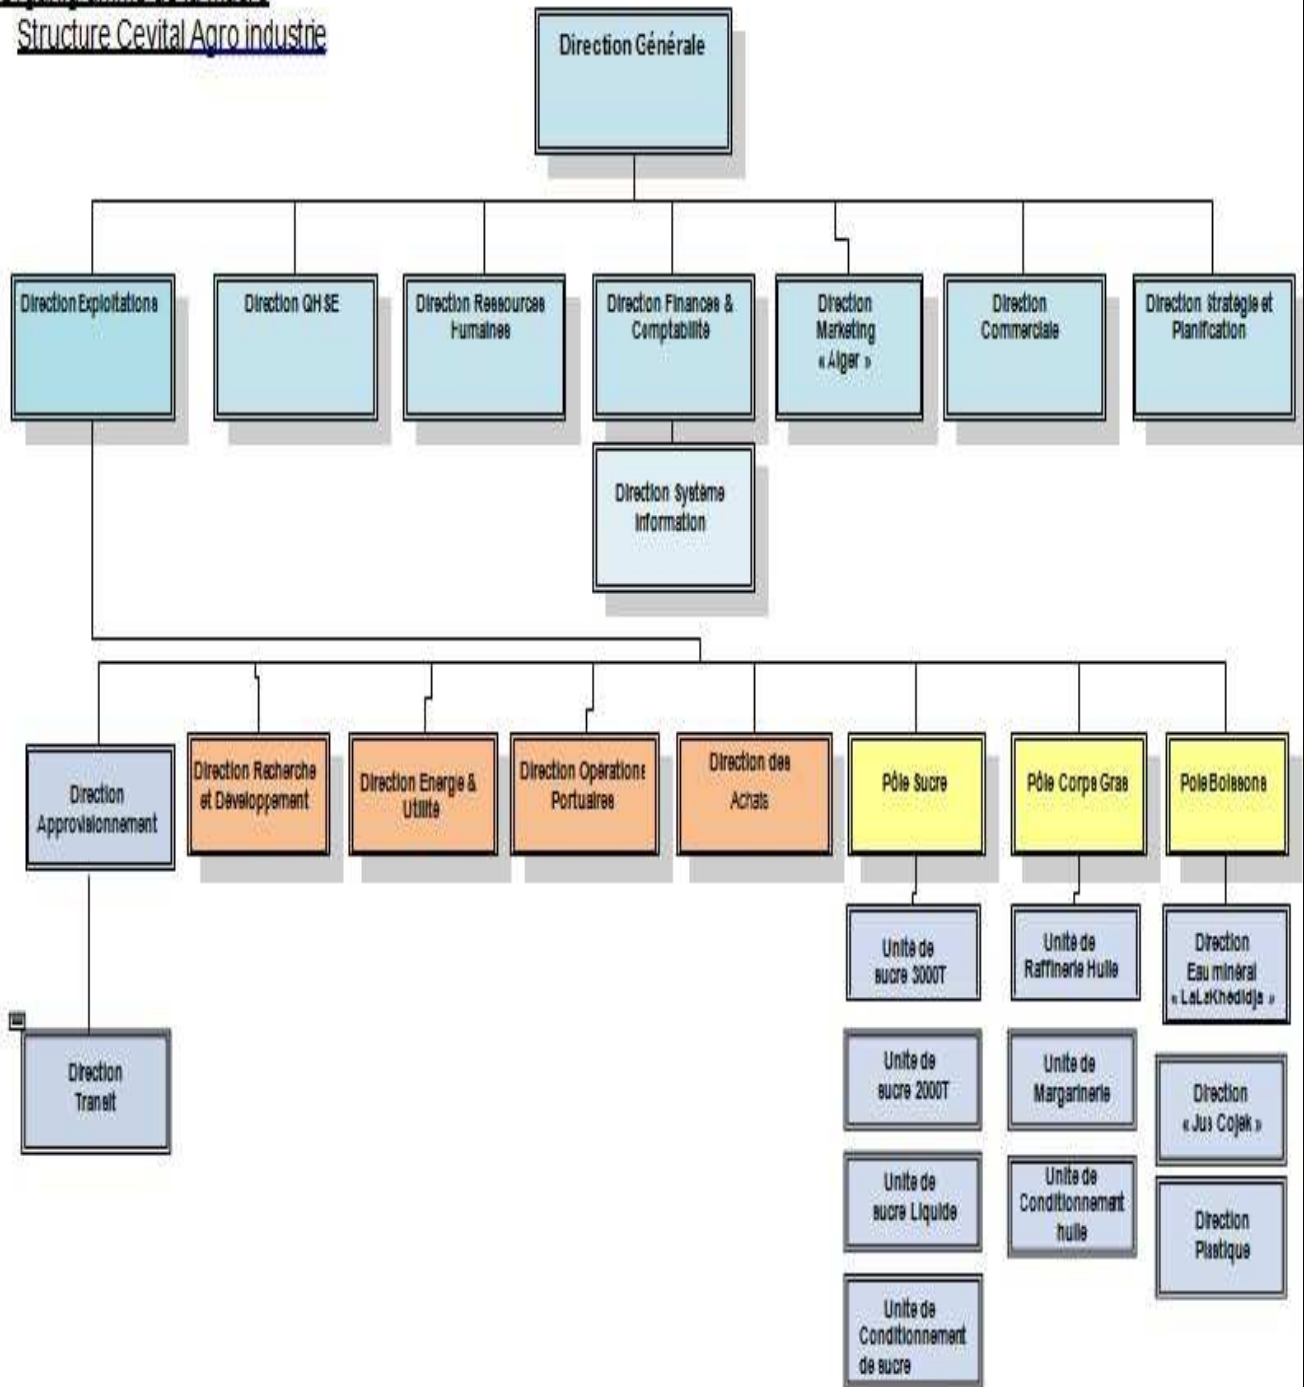 Structure Cevital Agro industrie
Direction Générale
Direction Exploitations
Direction QHSE
Direction Ressources
Humaines
Direction Finances &
Comptabilité
Direction
Marketing
« Alger »
Direction
Commerciale
Direction Stratégie et
Planification
Direction Système
Information
Direction
Approvisionnement
Direction Recherche
et Développement
Direction Energe &
Utilité
Direction Opérations
Portuaires
Direction des
Achats
Pôle Sucre
Pôle Corps Gras
Pole Boissons
Direction
Transit
Unité de
sucre 3000T
Unité de
sucre 2000T
Unité de
sucre Liquide
Unité de
Conditionnement
de sucre
Unité de
Raffinerie Huile
Unité de
Margarinerie
Unité de
Conditionnement
huile
Direction
Eau minéral
« LaLaKhedidja »
Direction
« Jus Cojek »
Direction
Plastique